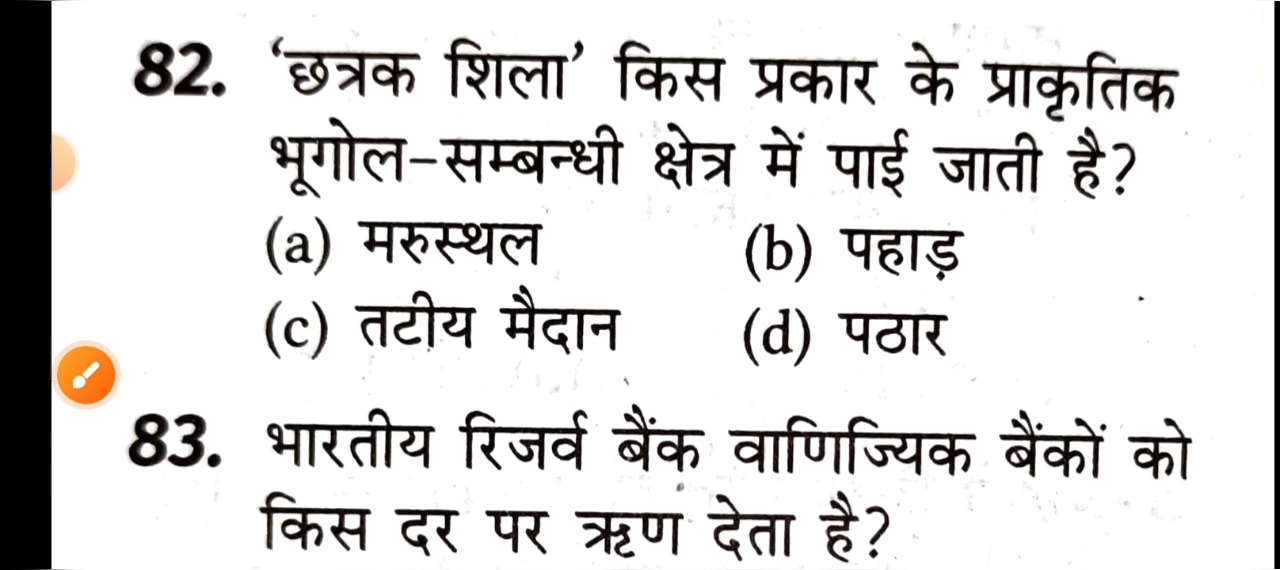 82. ‘छत्रक शिला’ किस प्रकार के प्राकृतिक
भूगोल-सम्बन्धी क्षेत्र में पाई जाती है?
(a) मरुस्थल (b) पहाड़
(c) तटीय मैदान (d) पठार
83. भारतीय रिजर्व बैंक वाणिज्यिक बैंकों को
किस दर पर ऋण देता है?